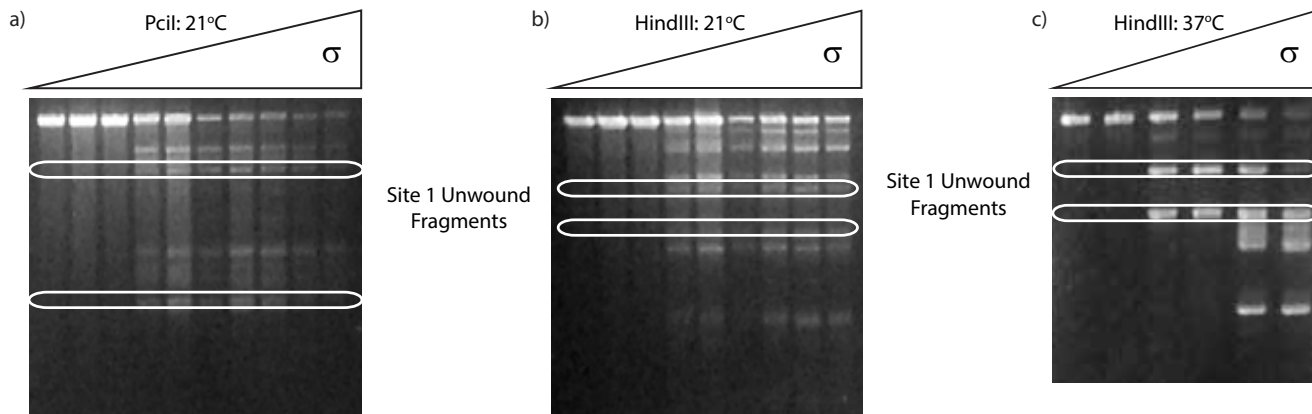 a)
PciI: 21°C
σ
b)
HindIII: 21°C
σ
c)
HindIII: 37°C
σ
Site 1 Unwound
Fragments
Site 1 Unwound
Fragments